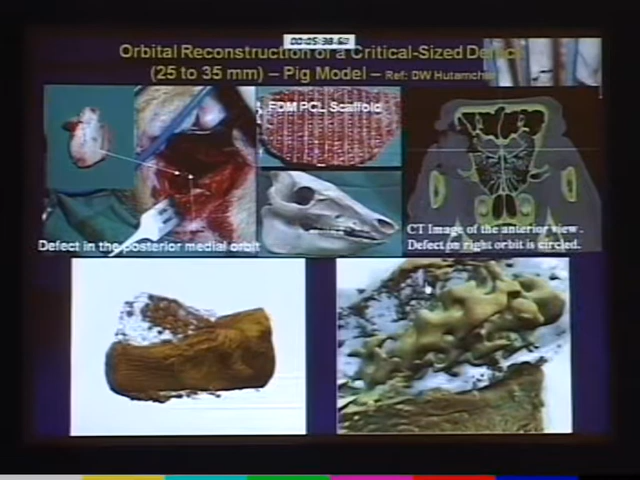 00:05:38.60
Orbital Reconstruction of a Critical-Sized Defect
(25 to 35 mm) – Pig Model – Ref: DW Hutmacher
FDM PCL Scaffold
Defect in the posterior medial orbit
CT Image of the anterior view.
Defect on right orbit is circled.